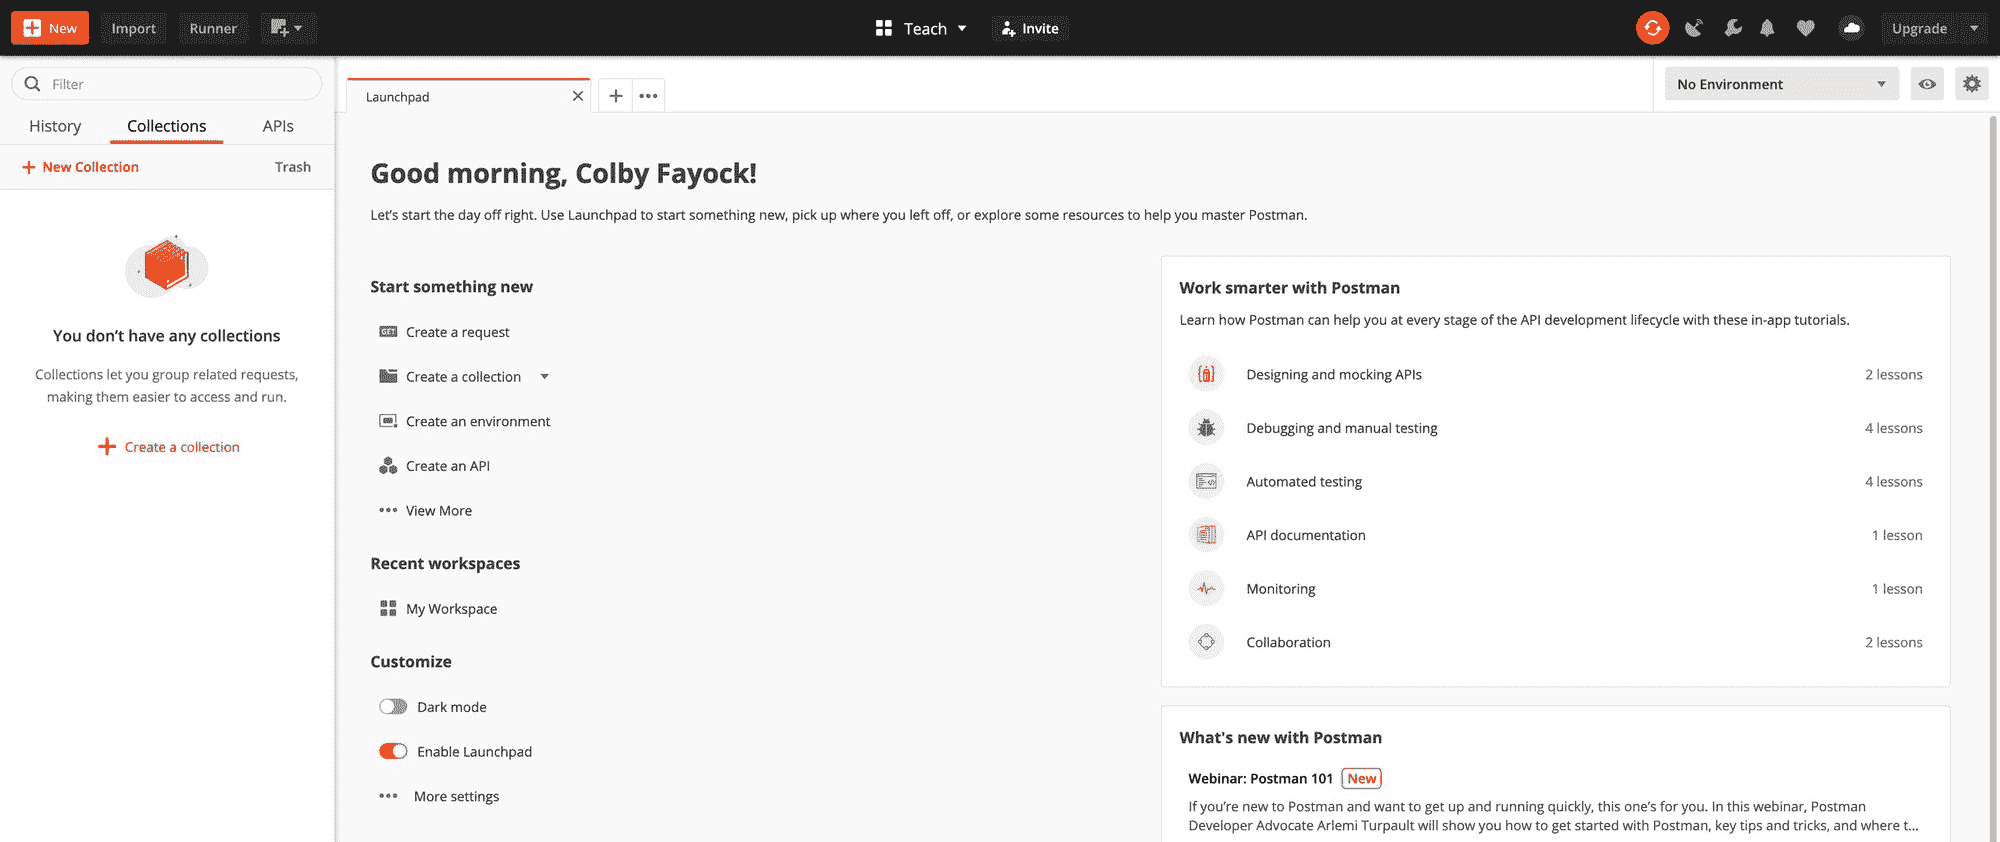 New
Import
Runner
Teach
Invite
Upgrade
Filter
History
Collections
APIs
New Collection
Trash
You don’t have any collections
Collections let you group related requests,
making them easier to access and run.
Create a collection
Launchpad
No Environment
Good morning, Colby Fayock!
Let’s start the day off right. Use Launchpad to start something new, pick up where you left off, or explore some resources to help you master Postman.
Start something new
GET Create a request
Create a collection
Create an environment
Create an API
View More
Recent workspaces
My Workspace
Customize
Dark mode
Enable Launchpad
More settings
Work smarter with Postman
Learn how Postman can help you at every stage of the API development lifecycle with these in-app tutorials.
Designing and mocking APIs 2 lessons
Debugging and manual testing 4 lessons
Automated testing 4 lessons
API documentation 1 lesson
Monitoring 1 lesson
Collaboration 2 lessons
What's new with Postman
Webinar: Postman 101 New
If you’re new to Postman and want to get up and running quickly, this one’s for you. In this webinar, Postman
Developer Advocate Arlemi Turpault will show you how to get started with Postman, key tips and tricks, and where t...